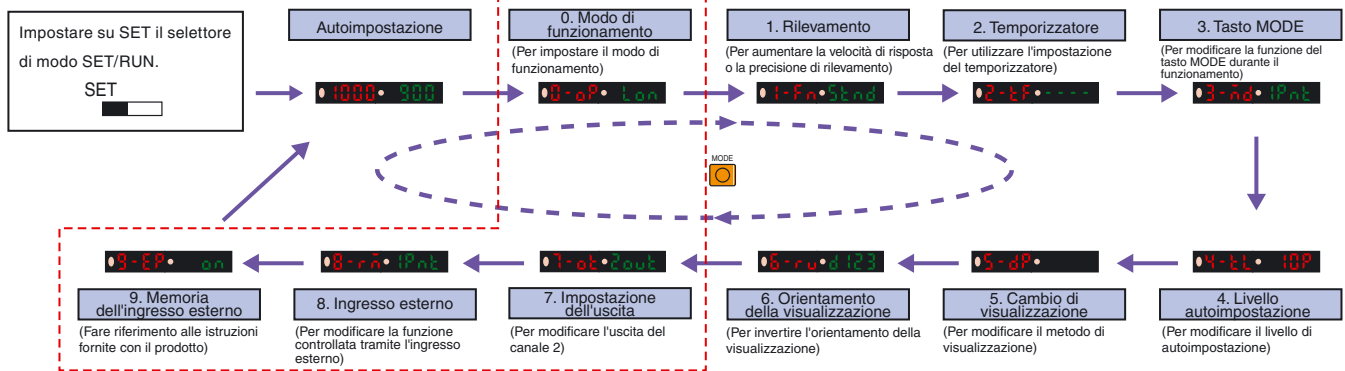 Impostare su SET il selettore
di modo SET/RUN.
SET
Autoimpostazione
1000 900
0. Modo di
funzionamento
(Per impostare il modo di
funzionamento)
0-oP Lon
1. Rilevamento
(Per aumentare la velocità di risposta
o la precisione di rilevamento)
1-Fn Stnd
2. Temporizzatore
(Per utilizzare l'impostazione
del temporizzatore)
2-tF ----
3. Tasto MODE
(Per modificare la funzione del
tasto MODE durante il
funzionamento)
3-md 1Pnt
MODE
4-tL 10P
4. Livello
autoimpostazione
(Per modificare il livello di
autoimpostazione)
5-dP
5. Cambio di
visualizzazione
(Per modificare il metodo di
visualizzazione)
6-ru d123
6. Orientamento
della visualizzazione
(Per invertire l'orientamento della
visualizzazione)
7-ot 2out
7. Impostazione
dell'uscita
(Per modificare l'uscita del
canale 2)
8-rm 1Pnt
8. Ingresso esterno
(Per modificare la funzione
controllata tramite l'ingresso
esterno)
9-EP on
9. Memoria
dell'ingresso esterno
(Fare riferimento alle istruzioni
fornite con il prodotto)